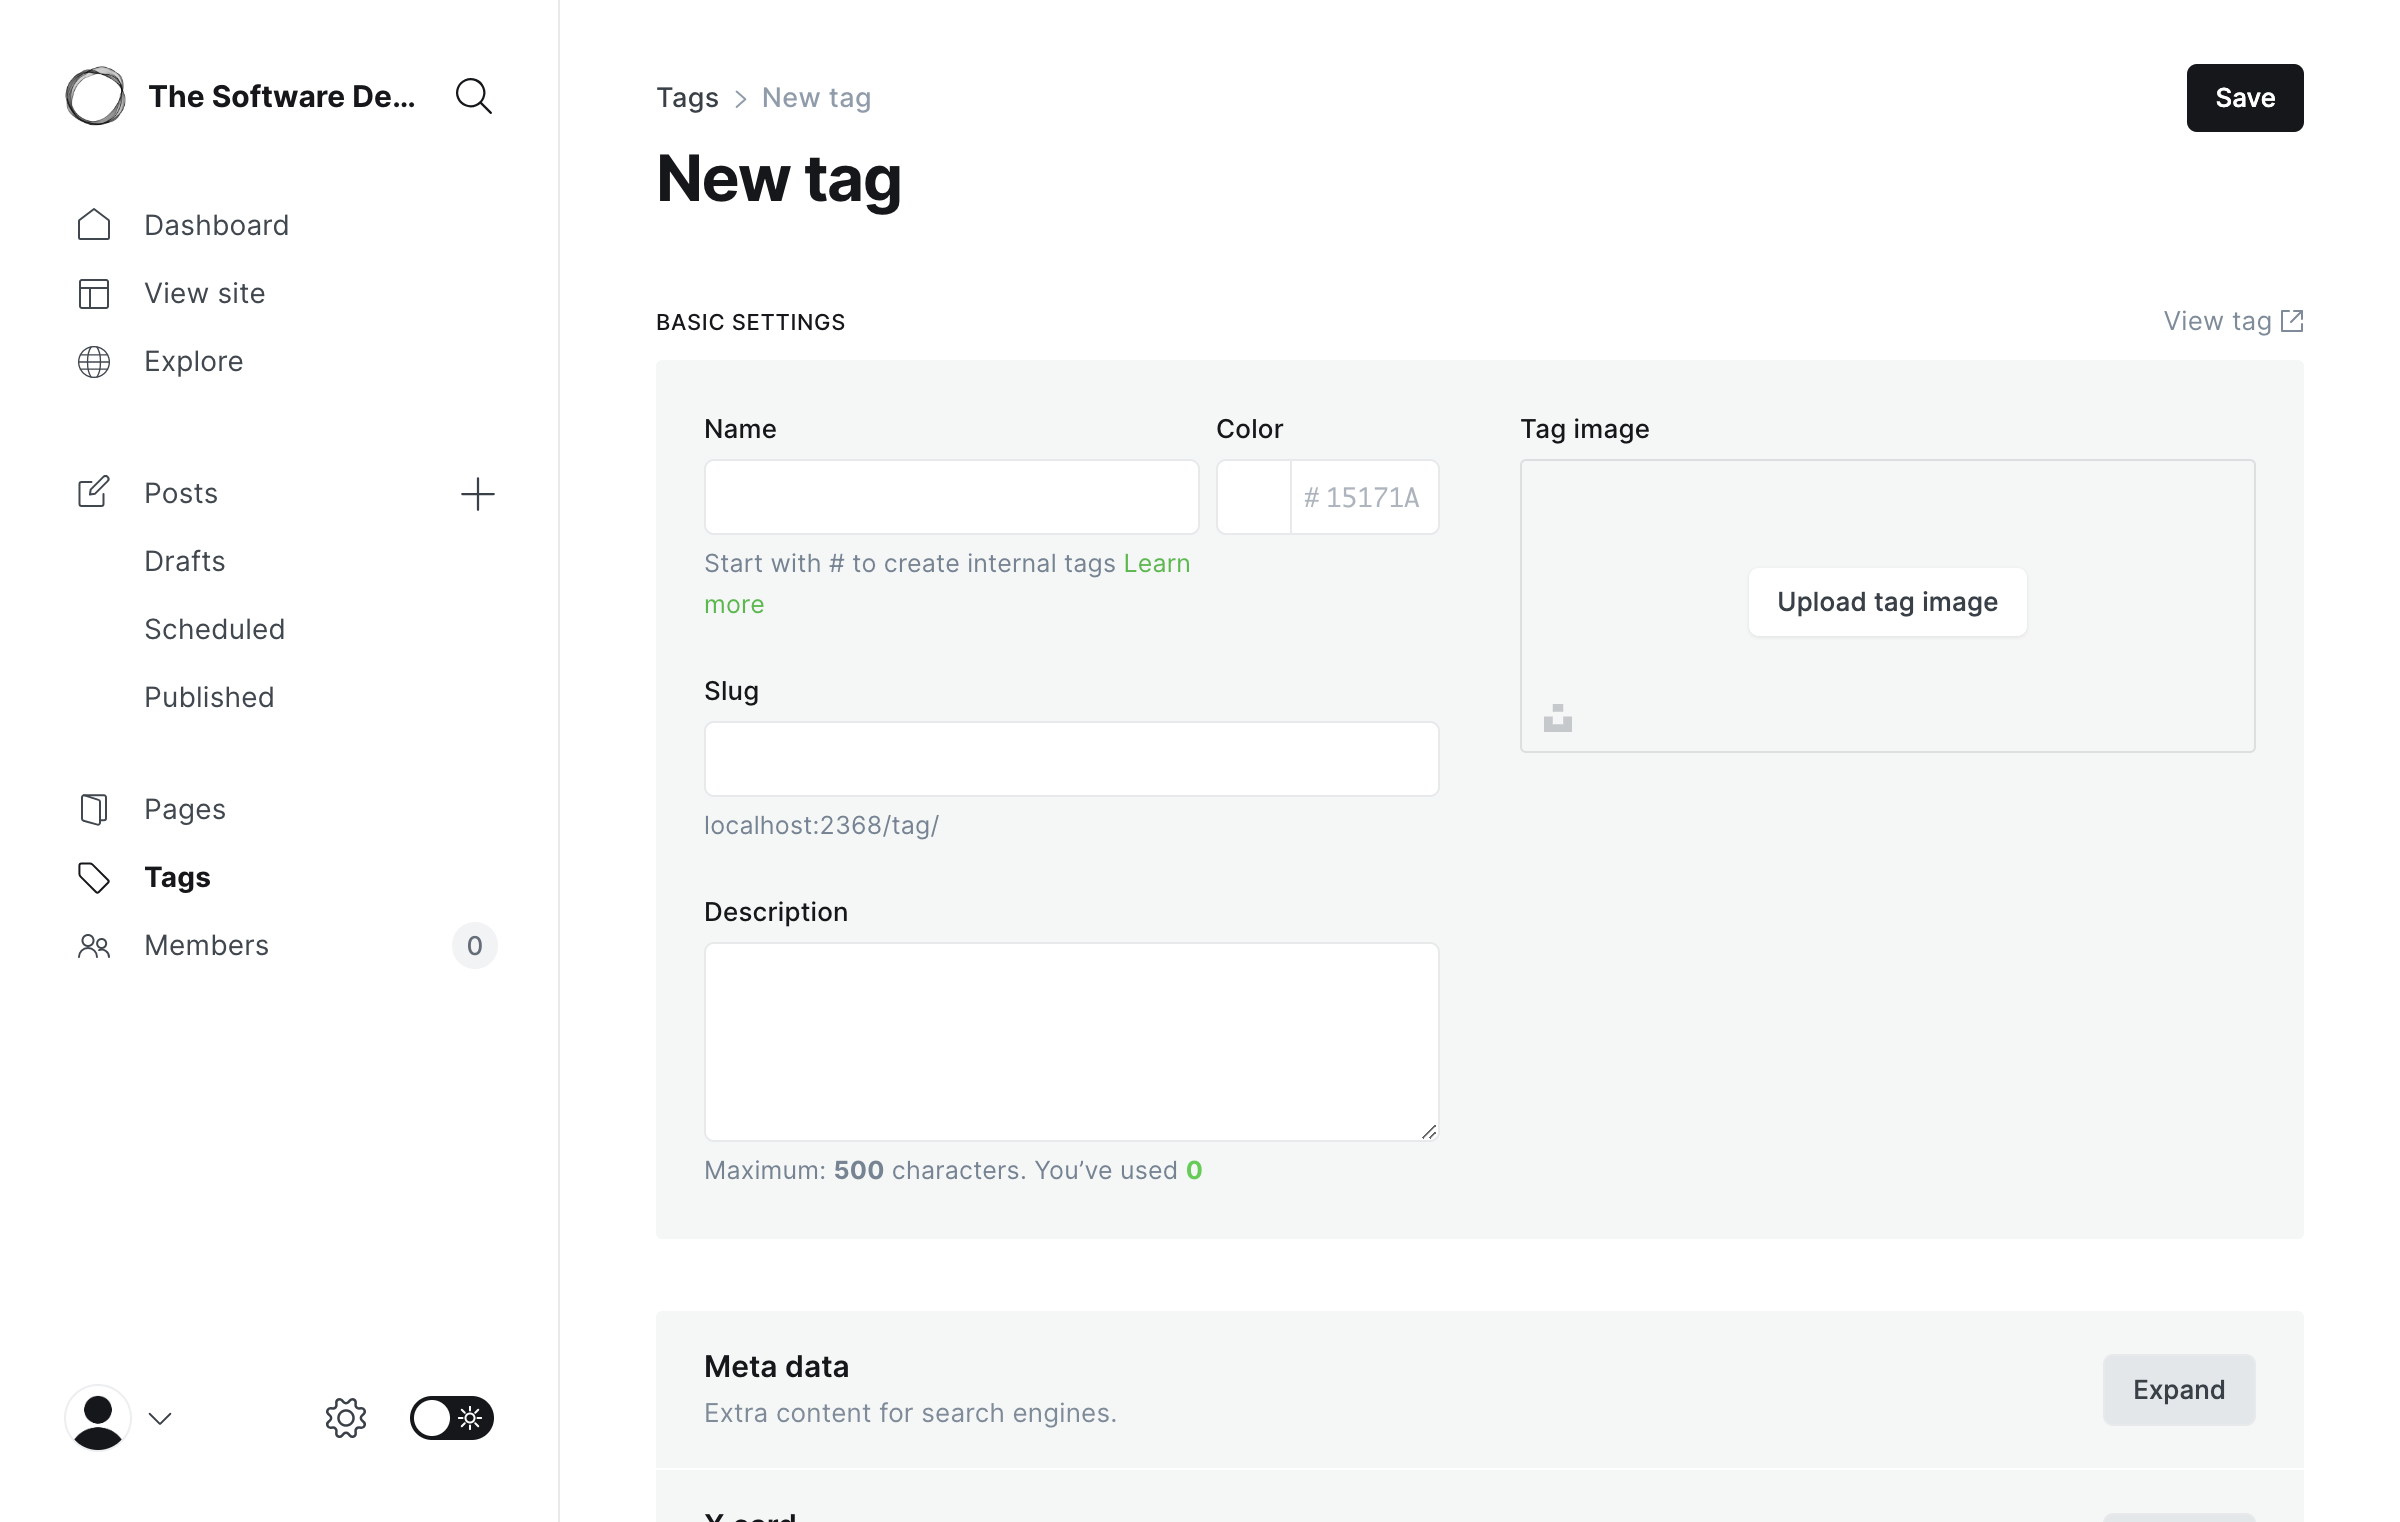 The Software De...
Dashboard
View site
Explore
Posts
Drafts
Scheduled
Published
Pages
Tags
Members 0
Tags > New tag
Save
New tag
BASIC SETTINGS
View tag
Name
Color
# 15171A
Start with # to create internal tags Learn
more
Slug
localhost:2368/tag/
Description
Maximum: 500 characters. You’ve used 0
Tag image
Upload tag image
Meta data
Extra content for search engines.
Expand
X card